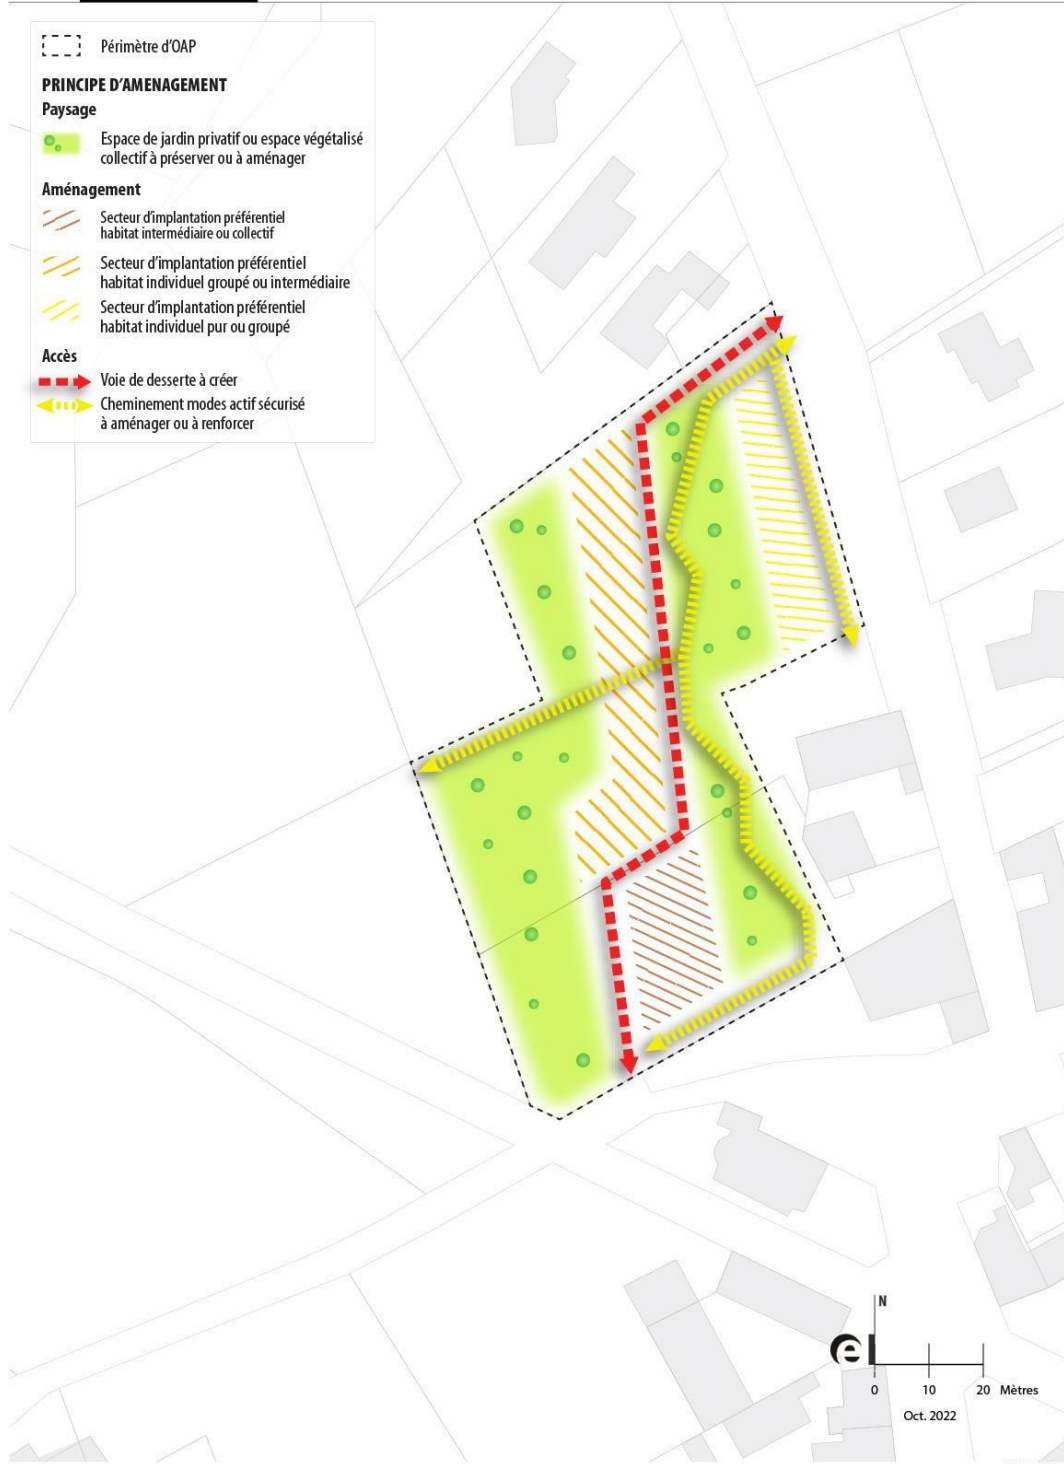 Périmètre d'OAP
PRINCIPE D'AMENAGEMENT
Paysage
Espace de jardin privatif ou espace végétalisé
collectif à préserver ou à aménager
Aménagement
Secteur d'implantation préférentiel
habitat intermédiaire ou collectif
Secteur d'implantation préférentiel
habitat individuel groupé ou intermédiaire
Secteur d'implantation préférentiel
habitat individuel pur ou groupé
Accès
Voie de desserte à créer
Cheminement modes actif sécurisé
à aménager ou à renforcer
N
e
0 10 20 Mètres
Oct. 2022